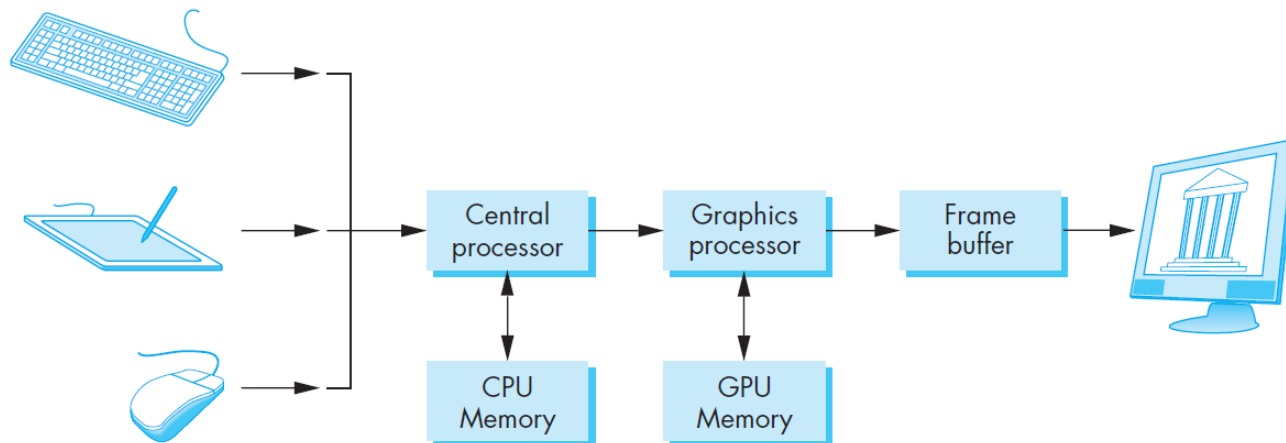 Central
processor
Graphics
processor
Frame
buffer
CPU
Memory
GPU
Memory